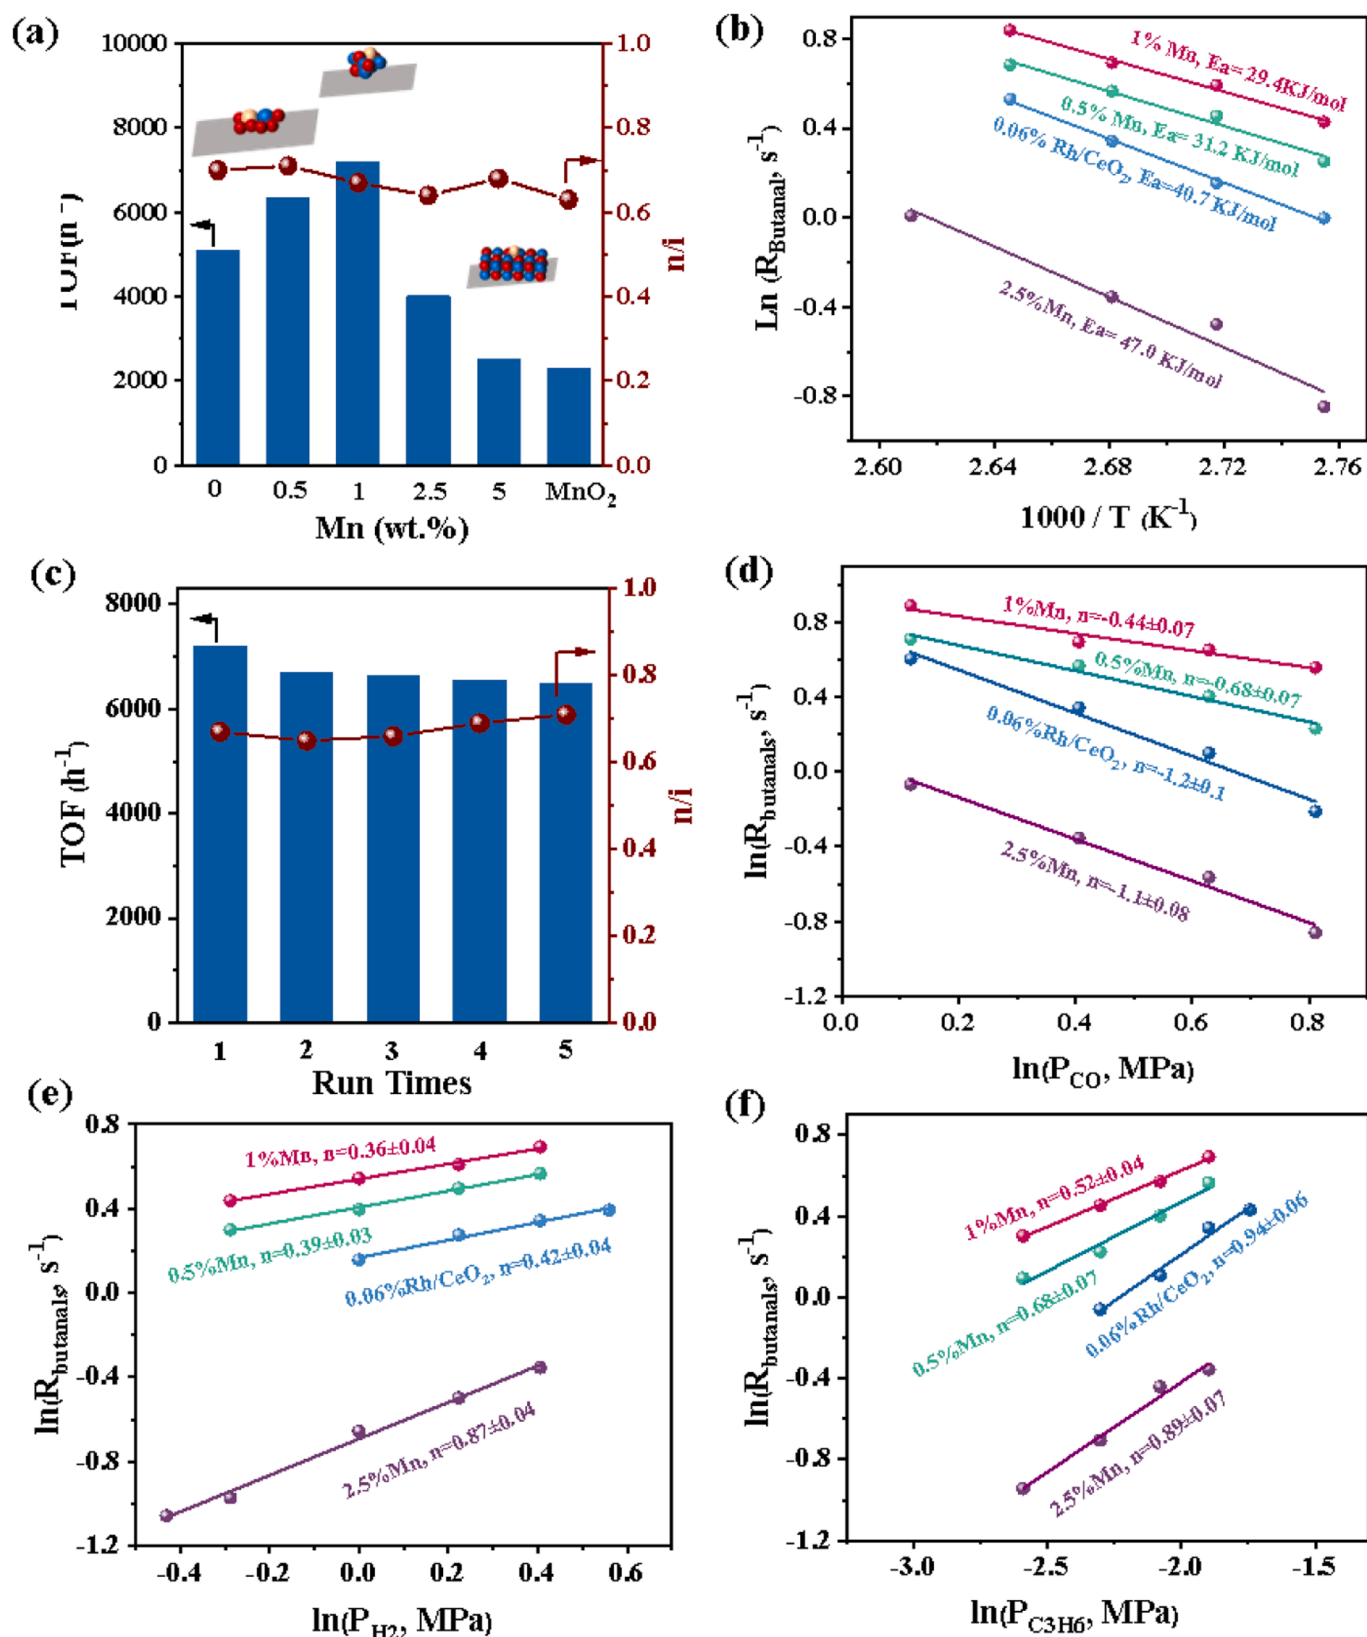 (a)
10000
8000
6000
4000
2000
0
1.0
0.8
0.6
0.4
0.2
0.0
n/i
0 0.5 1 2.5 5 MnO₂
Mn (wt.%)
(b)
0.8
0.4
0.0
-0.4
-0.8
Ln (R_Butanal, s⁻¹)
1% Mn, Ea= 29.4KJ/mol
0.5% Mn, Ea= 31.2 KJ/mol
0.06% Rh/CeO₂, Ea=40.7 KJ/mol
2.5%Mn, Ea= 47.0 KJ/mol
2.60 2.64 2.68 2.72 2.76
1000 / T (K⁻¹)
(c)
8000
6000
4000
2000
0
TOF (h⁻¹)
1.0
0.8
0.6
0.4
0.2
0.0
n/i
1 2 3 4 5
Run Times
(d)
0.8
0.4
0.0
-0.4
-0.8
-1.2
ln(R_butanals, s⁻¹)
1%Mn, n=-0.44±0.07
0.5%Mn, n=-0.68±0.07
0.06%Rh/CeO₂, n=-1.2±0.1
2.5%Mn, n=-1.1±0.08
0.0 0.2 0.4 0.6 0.8
ln(P_CO, MPa)
(e)
0.8
0.4
0.0
-0.4
-0.8
-1.2
ln(R_butanals, s⁻¹)
1%Mn, n=0.36±0.04
0.5%Mn, n=0.39±0.03
0.06%Rh/CeO₂, n=0.42±0.04
2.5%Mn, n=0.87±0.04
-0.4 -0.2 0.0 0.2 0.4 0.6
ln(P_H2, MPa)
(f)
0.8
0.4
0.0
-0.4
-0.8
-1.2
ln(R_butanals, s⁻¹)
1%Mn, n=0.52±0.04
0.5%Mn, n=0.68±0.07
0.06%Rh/CeO₂, n=0.94±0.06
2.5%Mn, n=0.89±0.07
-3.0 -2.5 -2.0 -1.5
ln(P_C3H6, MPa)